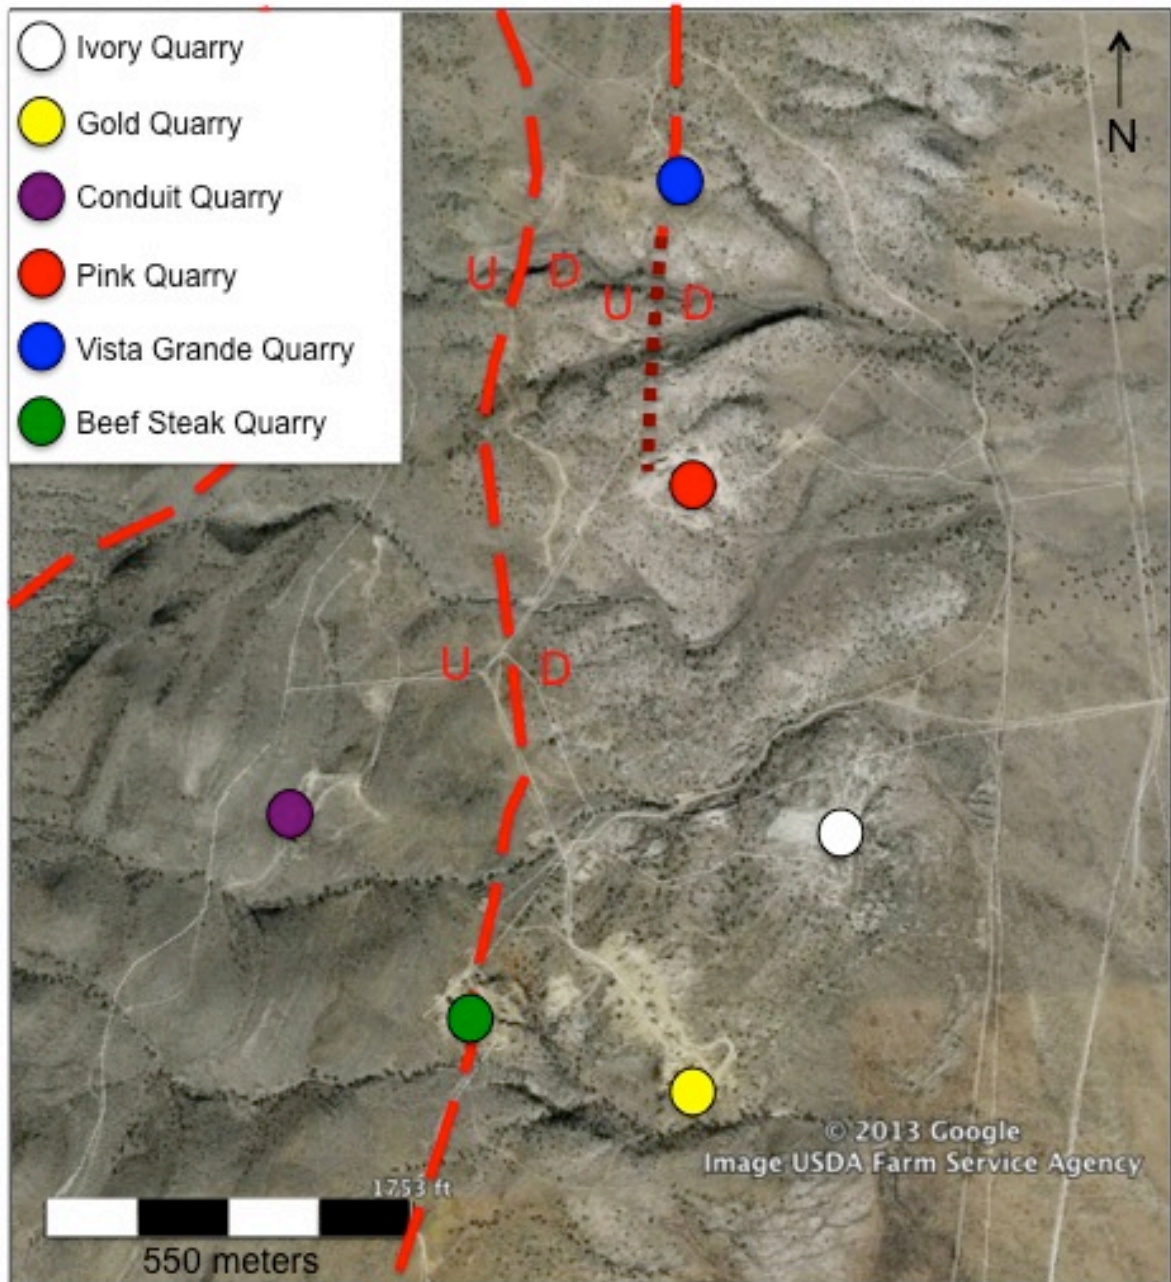 Ivory Quarry
Gold Quarry
Conduit Quarry
Pink Quarry
Vista Grande Quarry
Beef Steak Quarry
N
U D
U D
U D
© 2013 Google
Image USDA Farm Service Agency
1753 ft
550 meters